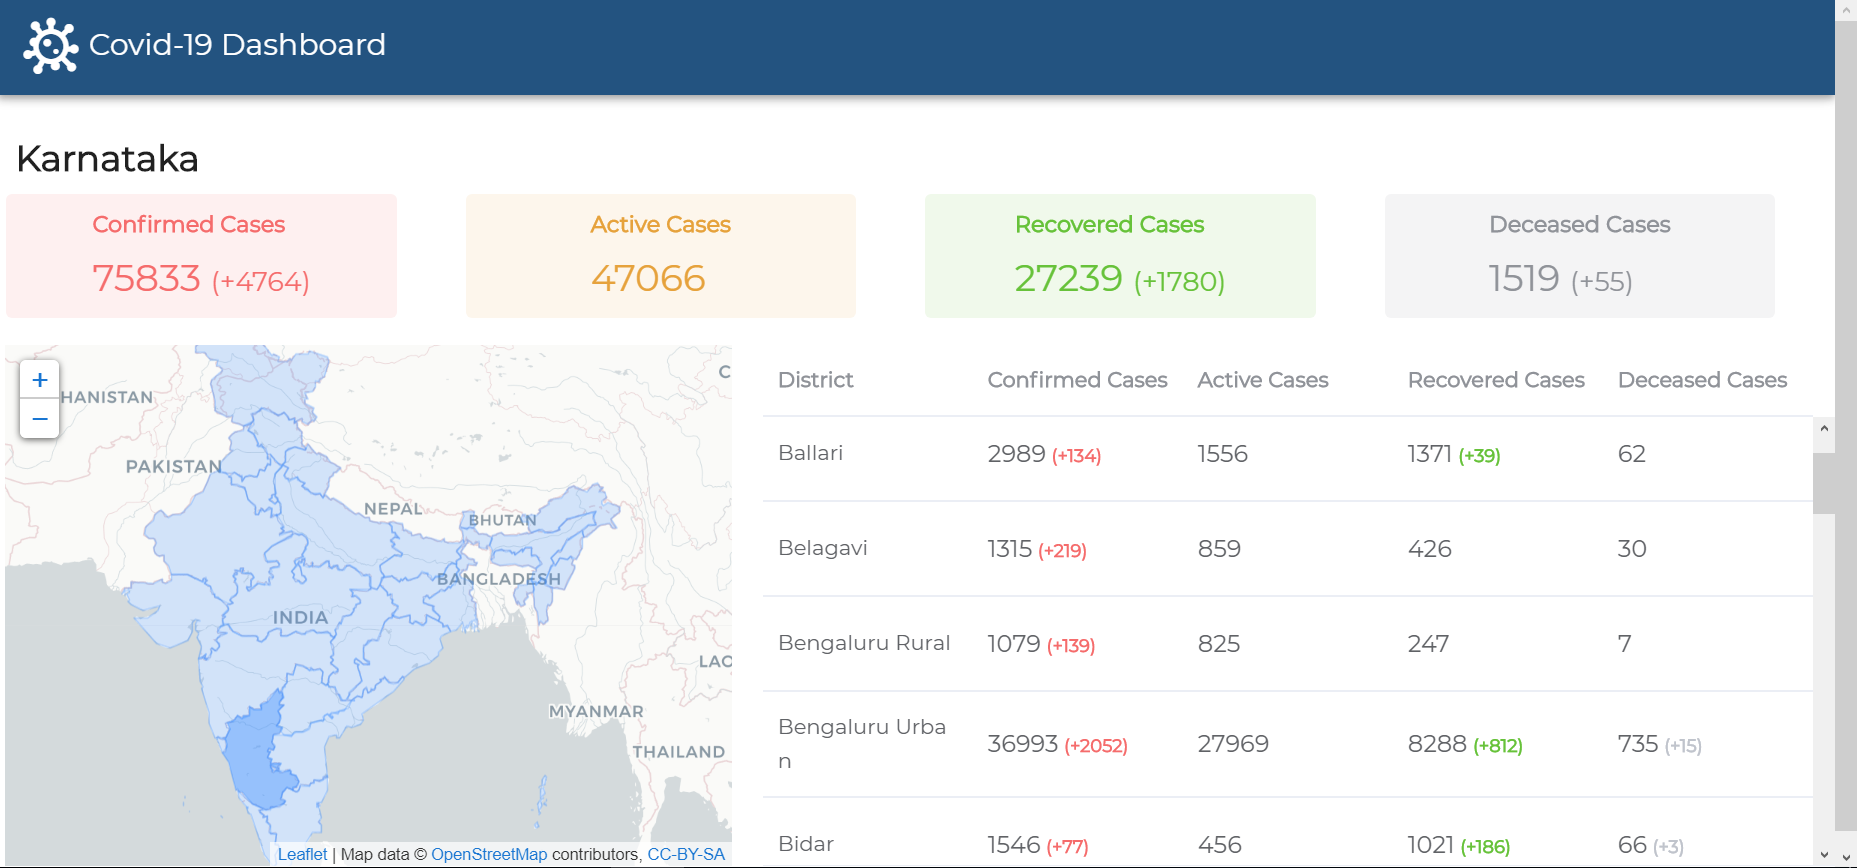 Covid-19 Dashboard
Karnataka
Confirmed Cases
75833 (+4764)
Active Cases
47066
Recovered Cases
27239 (+1780)
Deceased Cases
1519 (+55)
+
−
HANISTAN
C
PAKISTAN
NEPAL
BHUTAN
BANGLADESH
INDIA
LAO
MYANMAR
THAILAND
Leaflet | Map data © OpenStreetMap contributors, CC-BY-SA
District Confirmed Cases Active Cases Recovered Cases Deceased Cases
Ballari 2989 (+134) 1556 1371 (+39) 62
Belagavi 1315 (+219) 859 426 30
Bengaluru Rural 1079 (+139) 825 247 7
Bengaluru Urba
n 36993 (+2052) 27969 8288 (+812) 735 (+15)
Bidar 1546 (+77) 456 1021 (+186) 66 (+3)